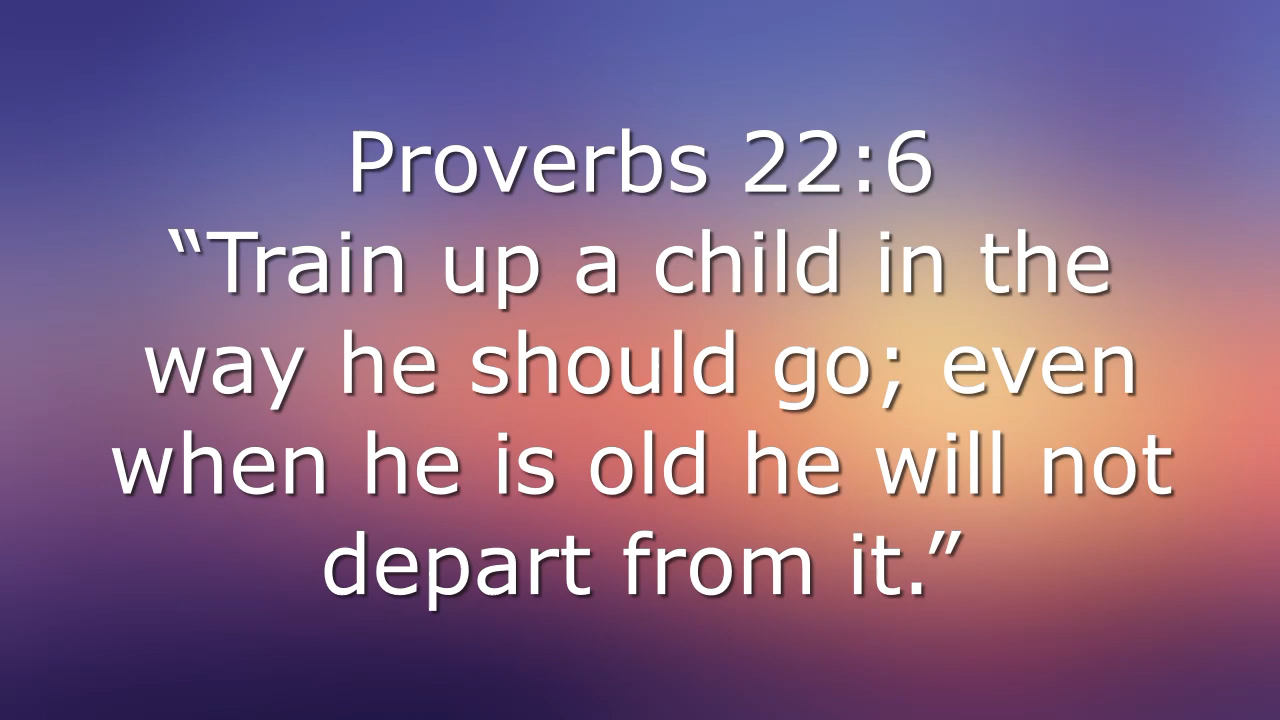 Proverbs 22:6
“Train up a child in the
way he should go; even
when he is old he will not
depart from it.”